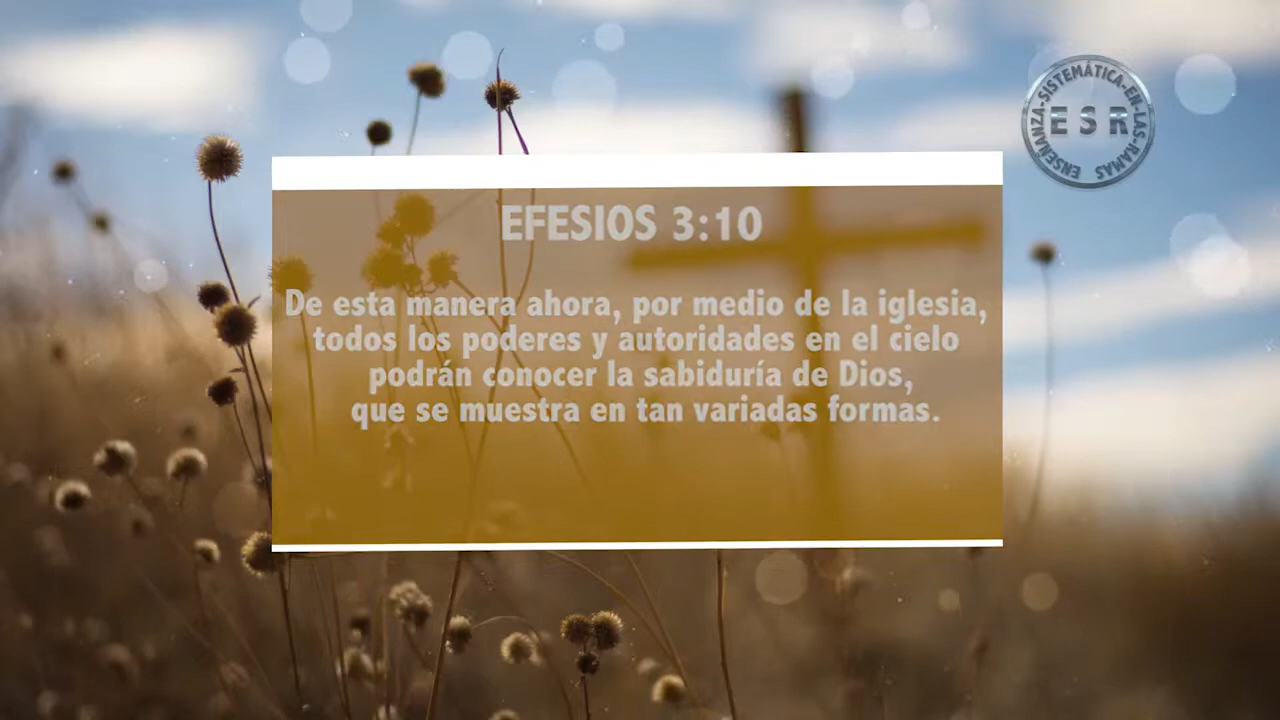 ENSEÑANZA-SISTEMÁTICA-EN-LAS-RAMAS
ESR
EFESIOS 3:10
De esta manera ahora, por medio de la iglesia,
todos los poderes y autoridades en el cielo
podrán conocer la sabiduría de Dios,
que se muestra en tan variadas formas.